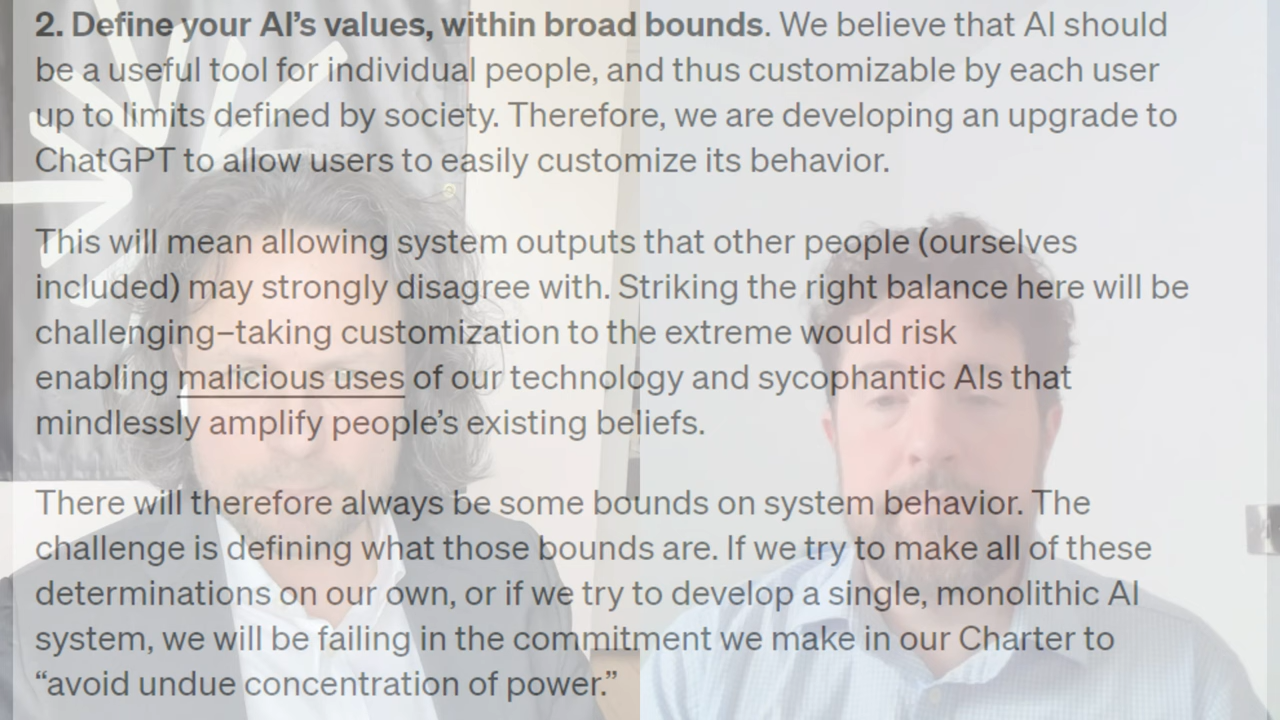 2. Define your AI’s values, within broad bounds. We believe that AI should
be a useful tool for individual people, and thus customizable by each user
up to limits defined by society. Therefore, we are developing an upgrade to
ChatGPT to allow users to easily customize its behavior.
This will mean allowing system outputs that other people (ourselves
included) may strongly disagree with. Striking the right balance here will be
challenging–taking customization to the extreme would risk
enabling malicious uses of our technology and sycophantic AIs that
mindlessly amplify people’s existing beliefs.
There will therefore always be some bounds on system behavior. The
challenge is defining what those bounds are. If we try to make all of these
determinations on our own, or if we try to develop a single, monolithic AI
system, we will be failing in the commitment we make in our Charter to
“avoid undue concentration of power.”